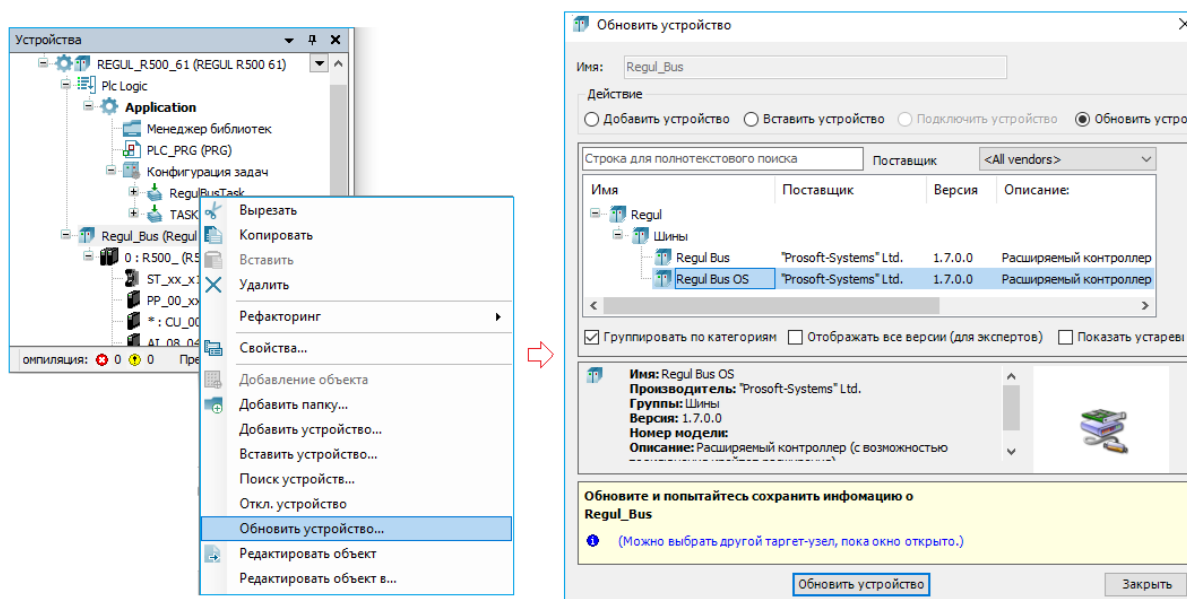 Устройства
REGUL_R500_61 (REGUL R500 61)
Plc Logic
Application
Менеджер библиотек
PLC_PRG (PRG)
Конфигурация задач
RegulBusTask
TASK
Regul_Bus (Regul
0 : R500_ (R5
ST_xx_x1
PP_00_xx
* : CU_00
AI_08_04
омпиляция: 0 0 Пре
Вырезать
Копировать
Вставить
Удалить
Рефакторинг
Свойства...
Добавление объекта
Добавить папку...
Добавить устройство...
Вставить устройство...
Поиск устройств...
Откл. устройство
Обновить устройство...
Редактировать объект
Редактировать объект в...
Обновить устройство
Имя: Regul_Bus
Действие
Добавить устройство Вставить устройство Подключить устройство Обновить устро
Строка для полнотекстового поиска Поставщик <All vendors>
Имя Поставщик Версия Описание:
Regul
Шины
Regul Bus "Prosoft-Systems" Ltd. 1.7.0.0 Расширяемый контроллер
Regul Bus OS "Prosoft-Systems" Ltd. 1.7.0.0 Расширяемый контроллер
Группировать по категориям Отображать все версии (для экспертов) Показать устареви
Имя: Regul Bus OS
Производитель: "Prosoft-Systems" Ltd.
Группы: Шины
Версия: 1.7.0.0
Номер модели:
Описание: Расширяемый контроллер (с возможностью
Обновите и попытайтесь сохранить инфомацию о
Regul_Bus
(Можно выбрать другой таргет-узел, пока окно открыто.)
Обновить устройство Закрыть